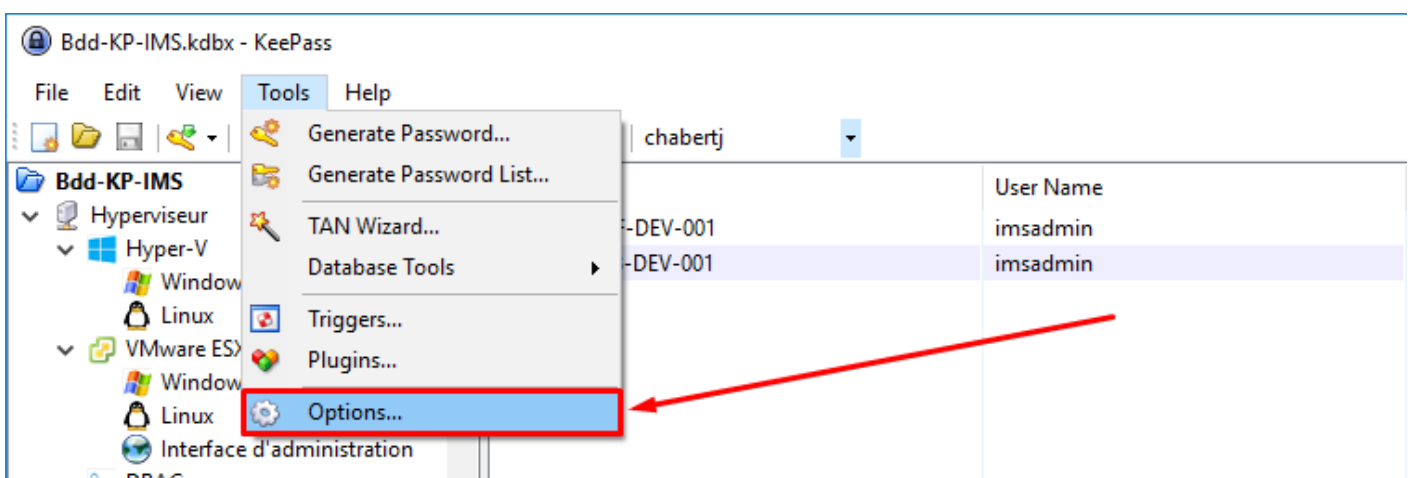 Bdd-KP-IMS.kdbx - KeePass
File Edit View Tools Help
Generate Password... chabertj
Bdd-KP-IMS Generate Password List... User Name
Hyperviseur TAN Wizard... -DEV-001 imsadmin
Hyper-V Database Tools -DEV-001 imsadmin
Window
Linux Triggers...
VMware ESX Plugins...
Window
Linux Options...
Interface d'administration